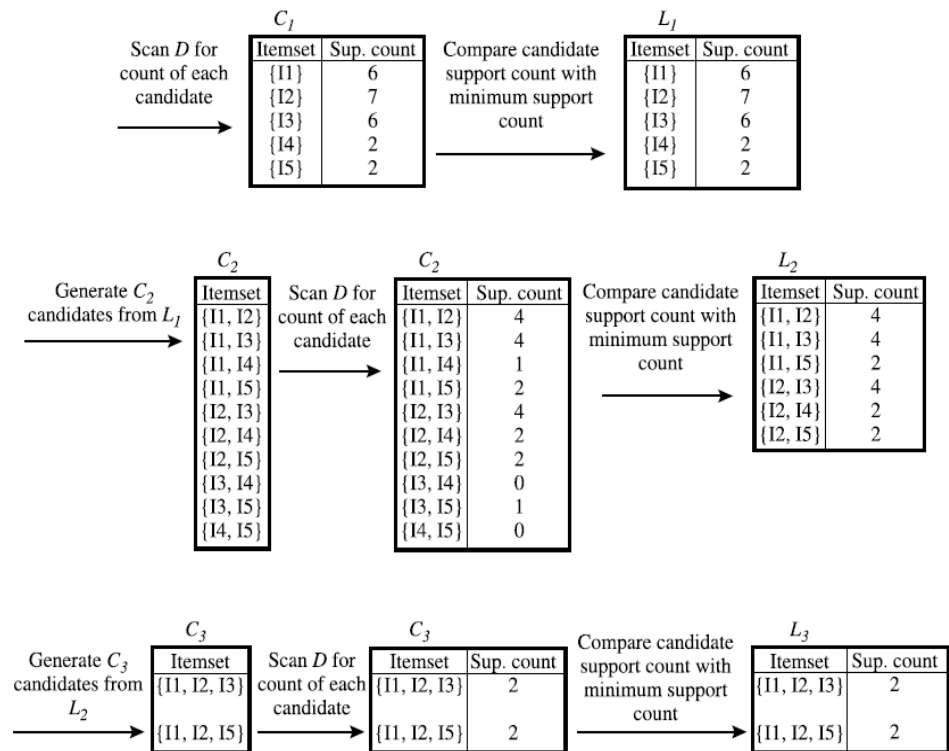 C1
L1
Scan D for
count of each
candidate
Itemset Sup. count
{I1} 6
{I2} 7
{I3} 6
{I4} 2
{I5} 2
Compare candidate
support count with
minimum support
count
Itemset Sup. count
{I1} 6
{I2} 7
{I3} 6
{I4} 2
{I5} 2
C2
C2
L2
Generate C2
candidates from L1
Itemset
{I1, I2}
{I1, I3}
{I1, I4}
{I1, I5}
{I2, I3}
{I2, I4}
{I2, I5}
{I3, I4}
{I3, I5}
{I4, I5}
Scan D for
count of each
candidate
Itemset Sup. count
{I1, I2} 4
{I1, I3} 4
{I1, I4} 1
{I1, I5} 2
{I2, I3} 4
{I2, I4} 2
{I2, I5} 2
{I3, I4} 0
{I3, I5} 1
{I4, I5} 0
Compare candidate
support count with
minimum support
count
Itemset Sup. count
{I1, I2} 4
{I1, I3} 4
{I1, I5} 2
{I2, I3} 4
{I2, I4} 2
{I2, I5} 2
C3
C3
L3
Generate C3
candidates from
L2
Itemset
{I1, I2, I3}
{I1, I2, I5}
Scan D for
count of each
candidate
Itemset Sup. count
{I1, I2, I3} 2
{I1, I2, I5} 2
Compare candidate
support count with
minimum support
count
Itemset Sup. count
{I1, I2, I3} 2
{I1, I2, I5} 2